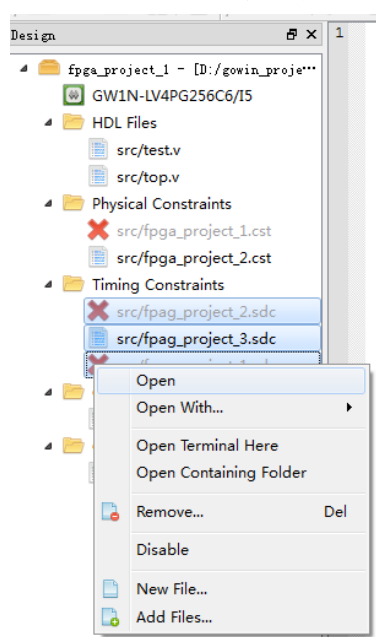 Design
1
fpga_project_1 - [D:/gowin_proje…
GW1N-LV4PG256C6/I5
HDL Files
src/test.v
src/top.v
Physical Constraints
src/fpga_project_1.cst
src/fpga_project_2.cst
Timing Constraints
src/fpag_project_2.sdc
src/fpag_project_3.sdc
Open
Open With...
Open Terminal Here
Open Containing Folder
Remove... Del
Disable
New File...
Add Files...